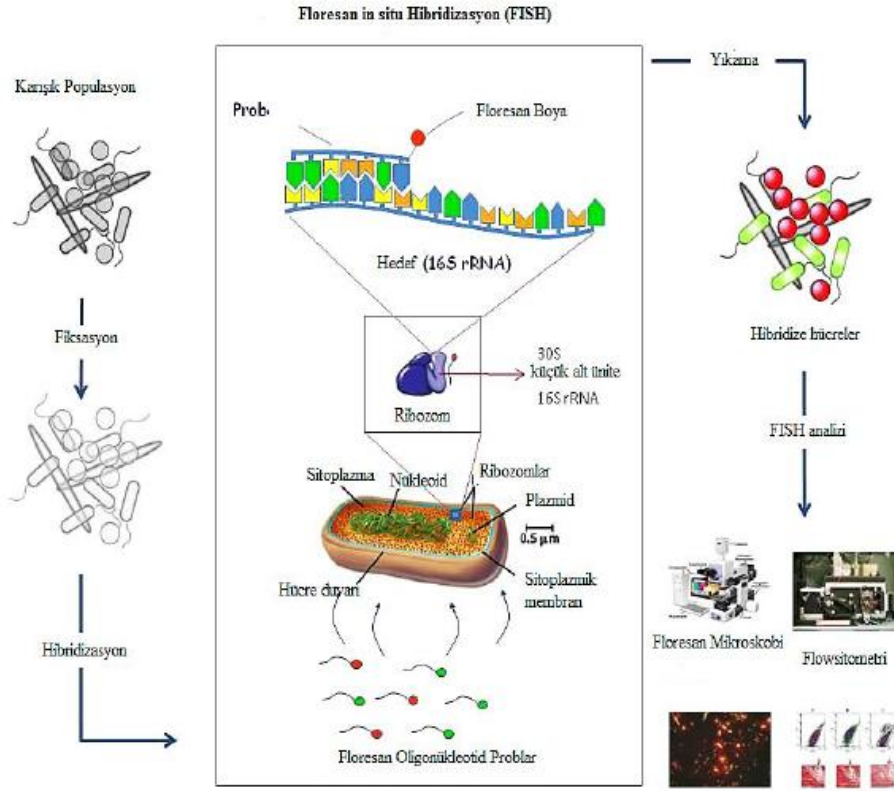 Floresan in situ Hibridizasyon (FISH)
Karışık Populasyon
Fiksasyon
Hibridizasyon
Prob.
Floresan Boya
Hedef (16S rRNA)
Ribozom
30S
küçük alt ünite
16S rRNA
Sitoplazma
Nükleoid
Ribozomlar
Plazmid
0.5 µm
Hücre duvarı
Sitoplazmik
membran
Floresan Oligonükleotid Problar
Yıkama
Hibridize hücreler
FISH analizi
Floresan Mikroskobi
Flowsitometri